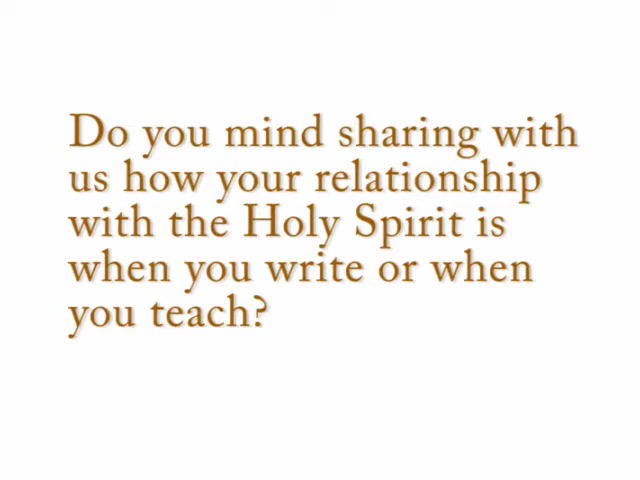 Do you mind sharing with
us how your relationship
with the Holy Spirit is
when you write or when
you teach?